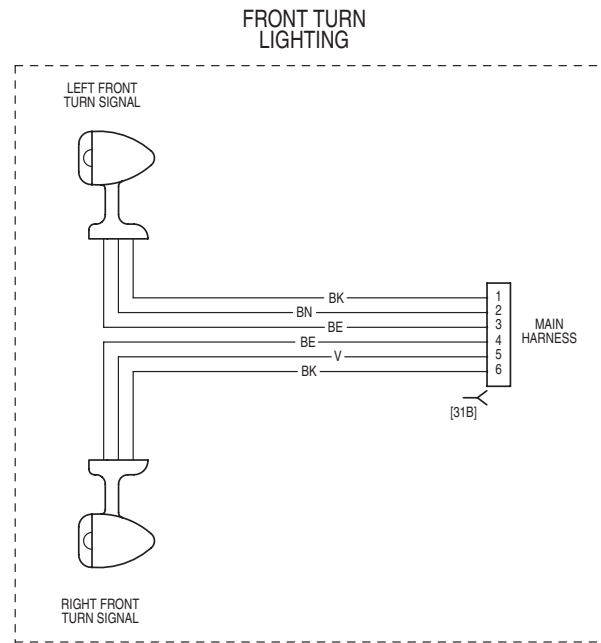 FRONT TURN
LIGHTING
LEFT FRONT
TURN SIGNAL
BK
1
BN
2
BE
3
BE
4
V
5
BK
6
MAIN
HARNESS
[31B]
RIGHT FRONT
TURN SIGNAL